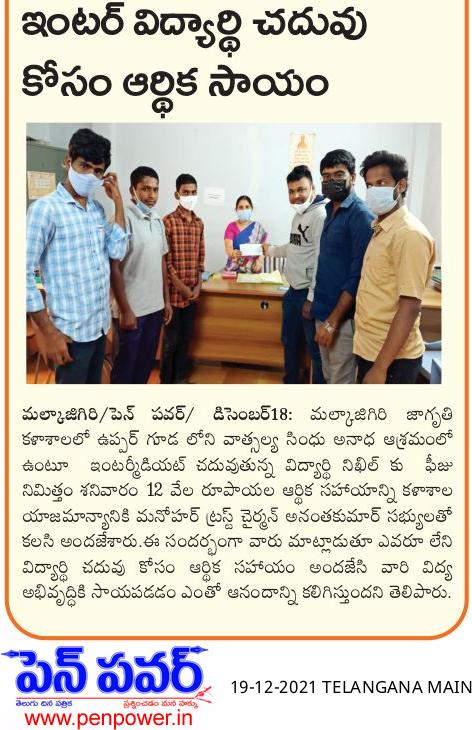 ఇంటర్ విద్యార్థి చదువు
కోసం ఆర్థిక సాయం
మల్కాజిగిరి/పెన్ పవర్/ డిసెంబర్18: మల్కాజిగిరి జాగృతి
కళాశాలలో ఉప్పర్ గూడ లోని వాత్సల్య సింధు అనాధ ఆశ్రమంలో
ఉంటూ ఇంటర్మీడియట్ చదువుతున్న విద్యార్థి నిఖిల్ కు ఫీజు
నిమిత్తం శనివారం 12 వేల రూపాయల ఆర్థిక సహాయాన్ని కళాశాల
యాజమాన్యానికి మనోహర్ ట్రస్ట్ చైర్మన్ అనంతకుమార్ సభ్యులతో
కలసి అందజేశారు.ఈ సందర్భంగా వారు మాట్లాడుతూ ఎవరూ లేని
విద్యార్థి చదువు కోసం ఆర్థిక సహాయం అందజేసి వారి విద్య
అభివృద్ధికి సాయపడడం ఎంతో ఆనందాన్ని కలిగిస్తుందని తెలిపారు.
పెన్ పవర్
తెలుగు దిన పత్రిక ప్రశ్నించడం మన హక్కు
www.penpower.in
19-12-2021 TELANGANA MAIN